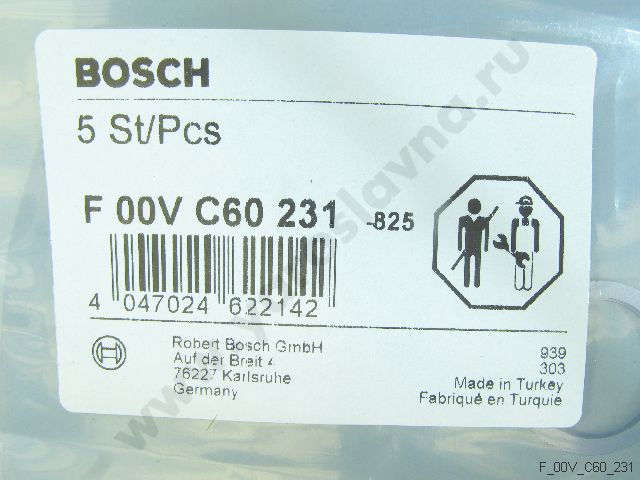 BOSCH
5 St/Pcs
F 00V C60 231 -825
4 047024 622142
Robert Bosch GmbH
Auf der Breit 4
76227 Karlsruhe
Germany
939
303
Made in Turkey
Fabriqué en Turquie
F_00V_C60_231